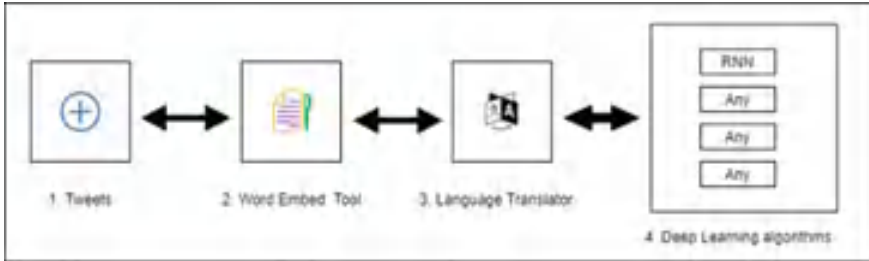 RNN
Any
Any
Any
1. Tweets
2. Word Embed Tool
3. Language Translator
4. Deep Learning algorithms